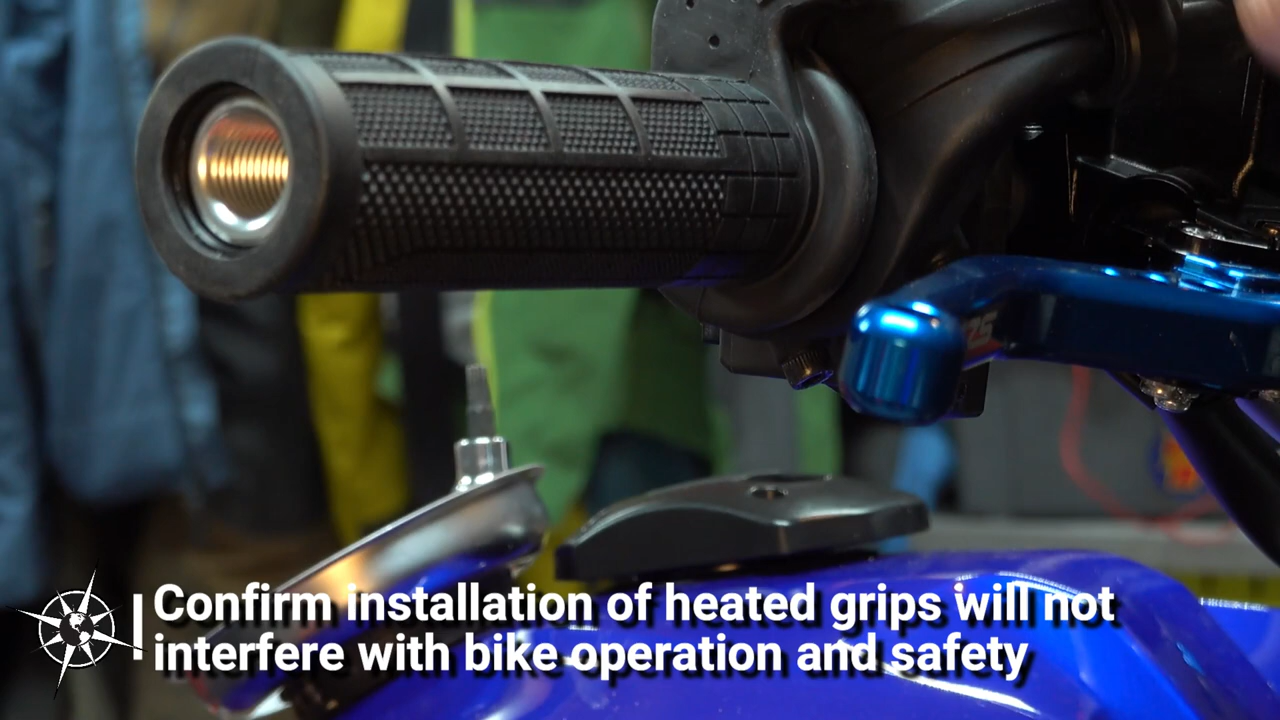 Confirm installation of heated grips will not
interfere with bike operation and safety